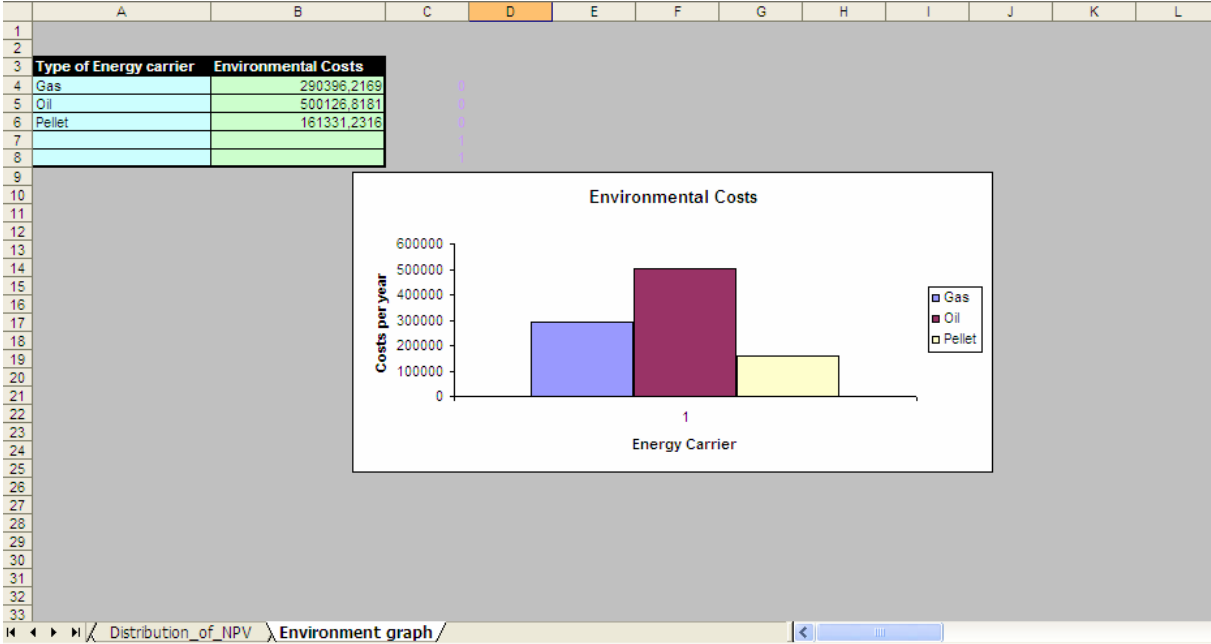 A B C D E F G H I J K L
1
2
3 Type of Energy carrier Environmental Costs
4 Gas 290396,2169 0
5 Oil 500126,8181 0
6 Pellet 161331,2316 0
7 1
8 1
9
10 Environmental Costs
11
12
13 600000
14 500000
15 400000 Gas
16 300000 Oil
17 200000 Pellet
18 100000
19 0
20 Costs per year
21
22 1
23
24 Energy Carrier
25
26
27
28
29
30
31
32
33
Distribution_of_NPV Environment graph